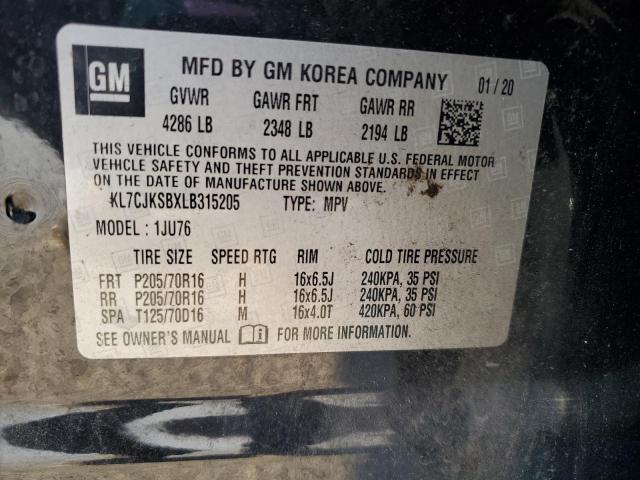 GM
MFD BY GM KOREA COMPANY 01/20
GVWR GAWR FRT GAWR RR
4286 LB 2348 LB 2194 LB
THIS VEHICLE CONFORMS TO ALL APPLICABLE U.S. FEDERAL MOTOR
VEHICLE SAFETY AND THEFT PREVENTION STANDARDS IN EFFECT
ON THE DATE OF MANUFACTURE SHOWN ABOVE.
KL7CJKSBXLB315205 TYPE: MPV
MODEL: 1JU76
TIRE SIZE SPEED RTG RIM COLD TIRE PRESSURE
FRT P205/70R16 H 16x6.5J 240KPA, 35 PSI
RR P205/70R16 H 16x6.5J 240KPA, 35 PSI
SPA T125/70D16 M 16x4.0T 420KPA, 60 PSI
SEE OWNER'S MANUAL FOR MORE INFORMATION.